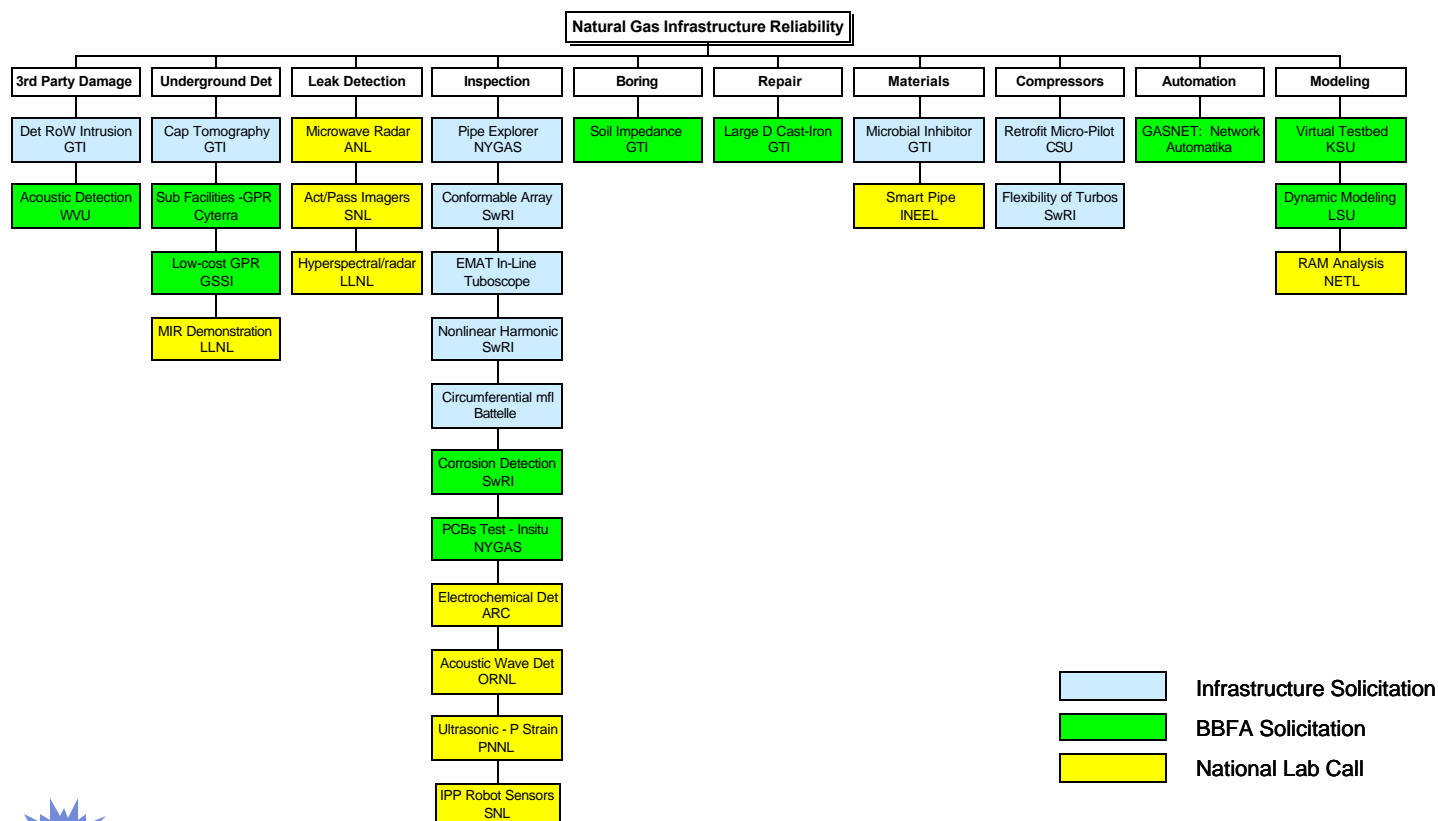 Natural Gas Infrastructure Reliability
3rd Party Damage
Underground Det
Leak Detection
Inspection
Boring
Repair
Materials
Compressors
Automation
Modeling
Det RoW Intrusion
GTI
Acoustic Detection
WVU
Cap Tomography
GTI
Sub Facilities -GPR
Cyterra
Low-cost GPR
GSSI
MIR Demonstration
LLNL
Microwave Radar
ANL
Act/Pass Imagers
SNL
Hyperspectral/radar
LLNL
Pipe Explorer
NYGAS
Conformable Array
SwRI
EMAT In-Line
Tuboscope
Nonlinear Harmonic
SwRI
Circumferential mfl
Battelle
Corrosion Detection
SwRI
PCBs Test - Insitu
NYGAS
Electrochemical Det
ARC
Acoustic Wave Det
ORNL
Ultrasonic - P Strain
PNNL
IPP Robot Sensors
SNL
Soil Impedance
GTI
Large D Cast-Iron
GTI
Microbial Inhibitor
GTI
Smart Pipe
INEEL
Retrofit Micro-Pilot
CSU
Flexibility of Turbos
SwRI
GASNET: Network
Automatika
Virtual Testbed
KSU
Dynamic Modeling
LSU
RAM Analysis
NETL
Infrastructure Solicitation
BBFA Solicitation
National Lab Call